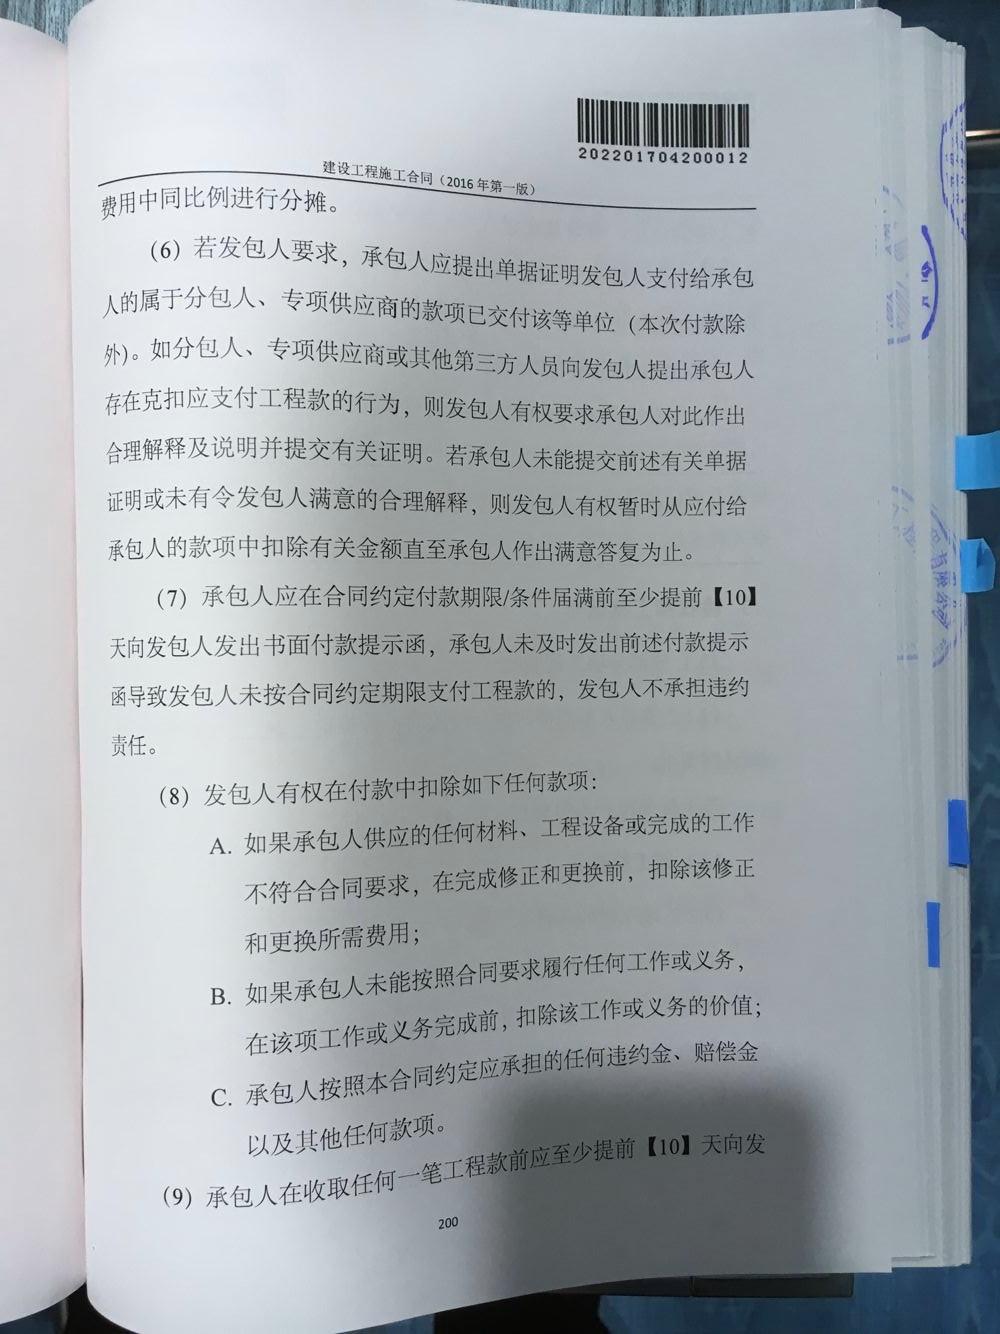 202201704200012
建设工程施工合同（2016年第一版）
费用中同比例进行分摊。
（6）若发包人要求，承包人应提出单据证明发包人支付给承包
人的属于分包人、专项供应商的款项已交付该等单位（本次付款除
外）。如分包人、专项供应商或其他第三方人员向发包人提出承包人
存在克扣应支付工程款的行为，则发包人有权要求承包人对此作出
合理解释及说明并提交有关证明。若承包人未能提交前述有关单据
证明或未有令发包人满意的合理解释，则发包人有权暂时从应付给
承包人的款项中扣除有关金额直至承包人作出满意答复为止。
（7）承包人应在合同约定付款期限/条件届满前至少提前【10】
天向发包人发出书面付款提示函，承包人未及时发出前述付款提示
函导致发包人未按合同约定期限支付工程款的，发包人不承担违约
责任。
（8）发包人有权在付款中扣除如下任何款项：
A. 如果承包人供应的任何材料、工程设备或完成的工作
不符合合同要求，在完成修正和更换前，扣除该修正
和更换所需费用；
B. 如果承包人未能按照合同要求履行任何工作或义务，
在该项工作或义务完成前，扣除该工作或义务的价值；
C. 承包人按照本合同约定应承担的任何违约金、赔偿金
以及其他任何款项。
（9）承包人在收取任何一笔工程款前应至少提前【10】天向发
200